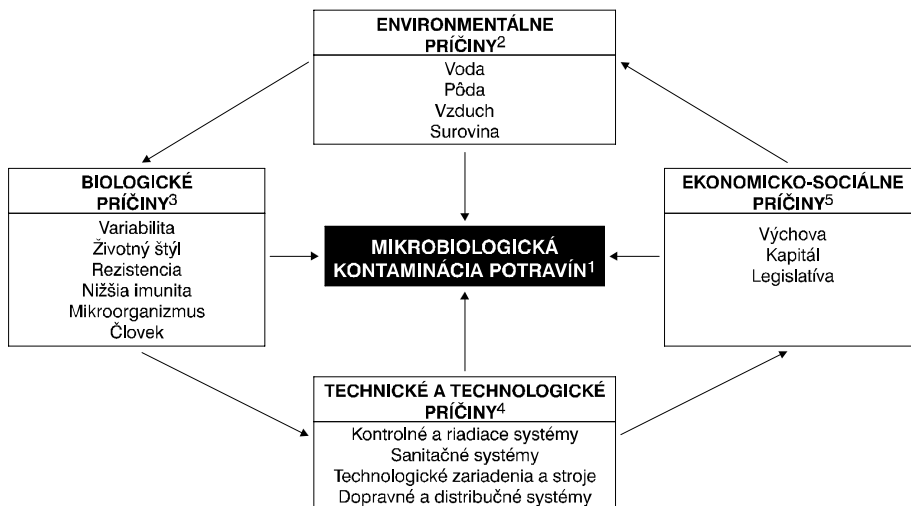 ENVIRONMENTÁLNE
PRÍČINY2
Voda
Pôda
Vzduch
Surovina
BIOLOGICKÉ
PRÍČINY3
Variabilita
Životný štýl
Rezistencia
Nižšia imunita
Mikroorganizmus
Človek
MIKROBIOLOGICKÁ
KONTAMINÁCIA POTRAVÍN1
EKONOMICKO-SOCIÁLNE
PRÍČINY5
Výchova
Kapitál
Legislatíva
TECHNICKÉ A TECHNOLOGICKÉ
PRÍČINY4
Kontrolné a riadiace systémy
Sanitačné systémy
Technologické zariadenia a stroje
Dopravné a distribučné systémy